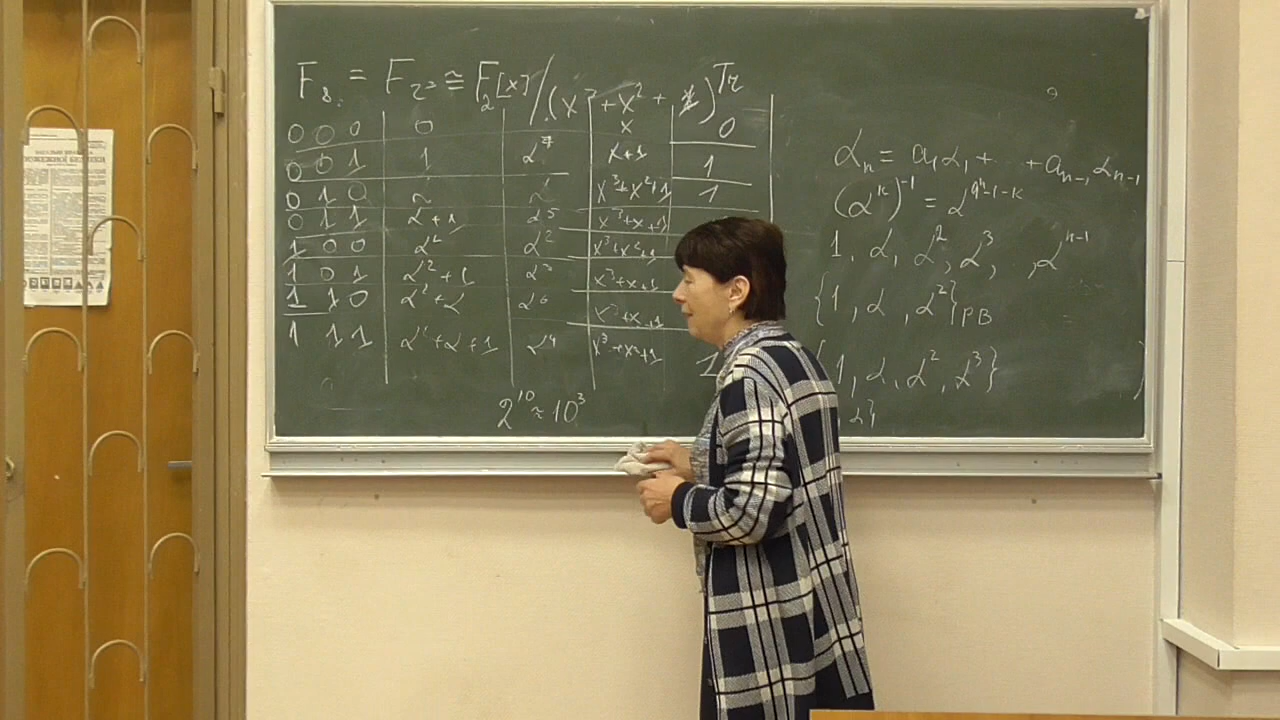 F₈ = F₂³ ≅ F₂[x]/(x³+x²+1) Tr
0 0 0 | 0 | | x | 0
0 0 1 | 1 | α⁷ | x+1 | 1
0 1 0 | α | α | x³+x²+1 | 1
0 1 1 | α+1 | α⁵ | x³+x+1
1 0 0 | α² | α² | x³+x²+1
1 0 1 | α²+1 | α³ | x³+x+1
1 1 0 | α²+α | α⁶ | x³+x+1
1 1 1 | α²+α+1 | α⁴ | x³+x²+1 | 1
2¹⁰ ≈ 10³
αₙ = a₁α₁+ ... + aₙ₋₁αₙ₋₁
(αᵏ)⁻¹ = α^qⁿ-1-k
1, α, α², α³, , αⁿ⁻¹
{1, α, α²}PB
{1, α, α², α³}